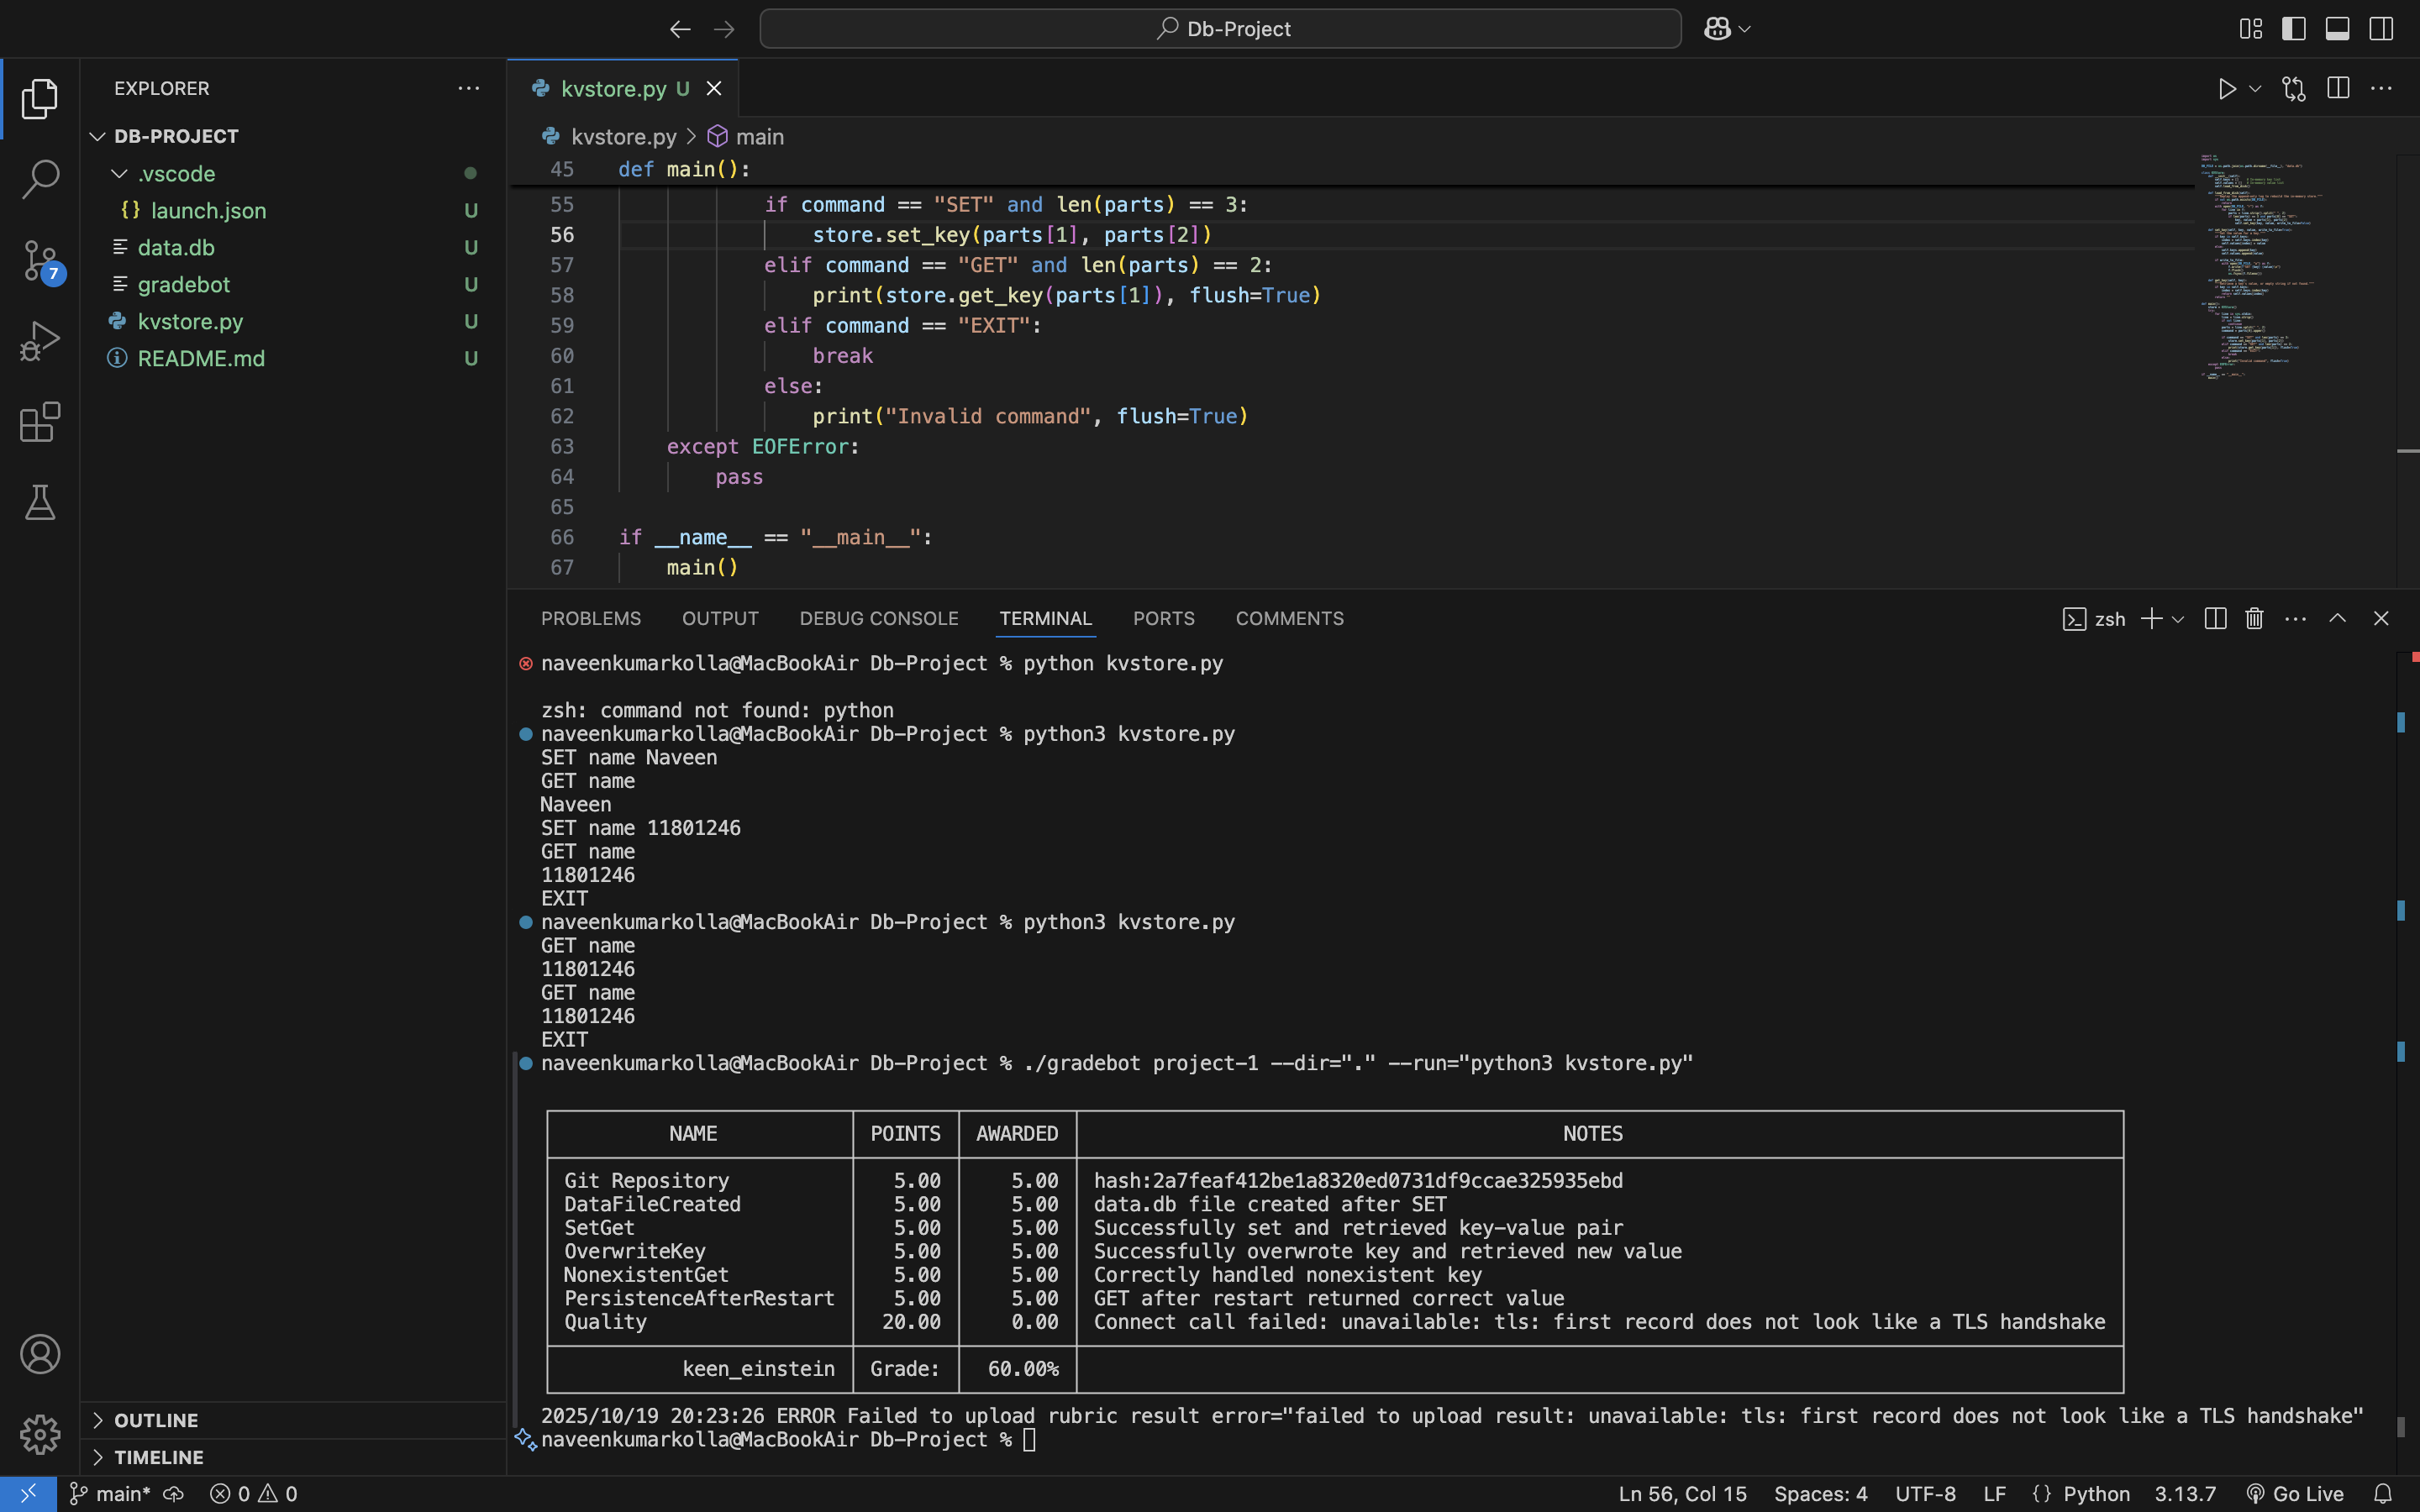 Db-Project
EXPLORER
DB-PROJECT
.vscode
{} launch.json U
data.db U
gradebot U
kvstore.py U
README.md U
7
OUTLINE
TIMELINE
kvstore.py U
kvstore.py > main
45 def main():
55 if command == "SET" and len(parts) == 3:
56 store.set_key(parts[1], parts[2])
57 elif command == "GET" and len(parts) == 2:
58 print(store.get_key(parts[1]), flush=True)
59 elif command == "EXIT":
60 break
61 else:
62 print("Invalid command", flush=True)
63 except EOFError:
64 pass
65
66 if __name__ == "__main__":
67 main()
PROBLEMS OUTPUT DEBUG CONSOLE TERMINAL PORTS COMMENTS
zsh
naveenkumarkolla@MacBookAir Db-Project % python kvstore.py
zsh: command not found: python
naveenkumarkolla@MacBookAir Db-Project % python3 kvstore.py
SET name Naveen
GET name
Naveen
SET name 11801246
GET name
11801246
EXIT
naveenkumarkolla@MacBookAir Db-Project % python3 kvstore.py
GET name
11801246
GET name
11801246
EXIT
naveenkumarkolla@MacBookAir Db-Project % ./gradebot project-1 --dir="." --run="python3 kvstore.py"
NAME POINTS AWARDED NOTES
Git Repository 5.00 5.00 hash:2a7feaf412be1a8320ed0731df9ccae325935ebd
DataFileCreated 5.00 5.00 data.db file created after SET
SetGet 5.00 5.00 Successfully set and retrieved key-value pair
OverwriteKey 5.00 5.00 Successfully overwrote key and retrieved new value
NonexistentGet 5.00 5.00 Correctly handled nonexistent key
PersistenceAfterRestart 5.00 5.00 GET after restart returned correct value
Quality 20.00 0.00 Connect call failed: unavailable: tls: first record does not look like a TLS handshake
keen_einstein Grade: 60.00%
2025/10/19 20:23:26 ERROR Failed to upload rubric result error="failed to upload result: unavailable: tls: first record does not look like a TLS handshake"
naveenkumarkolla@MacBookAir Db-Project %
main* 0 0 Ln 56, Col 15 Spaces: 4 UTF-8 LF {} Python 3.13.7 Go Live